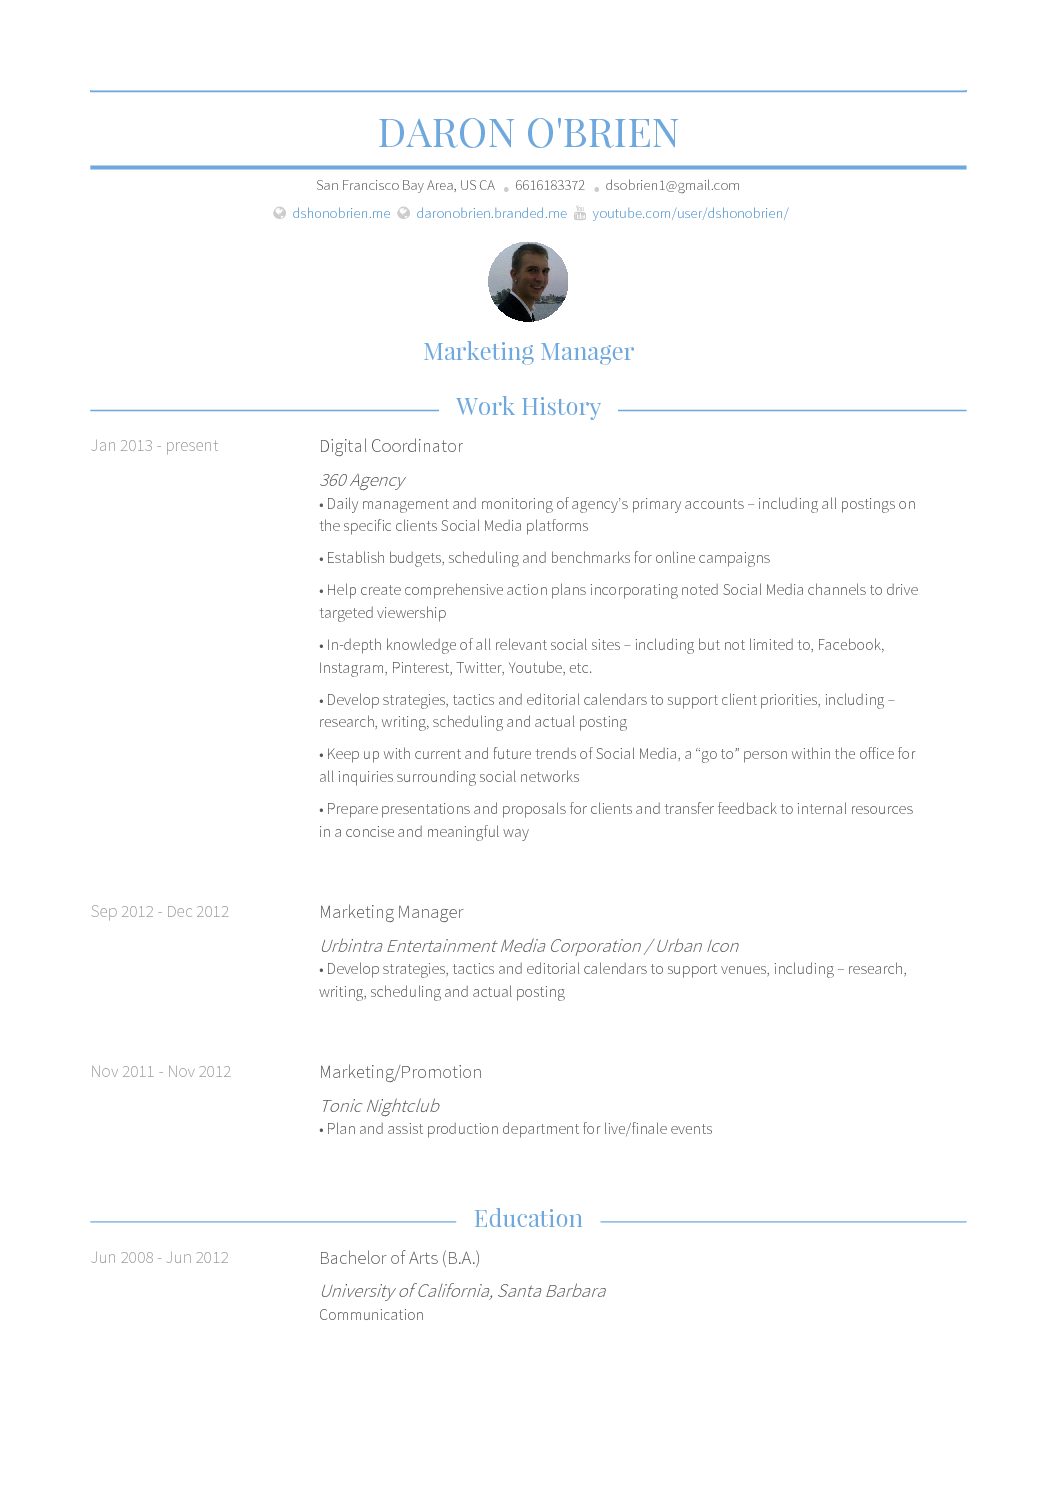 DARON O'BRIEN
San Francisco Bay Area, US CA • 6616183372 • dsobrien1@gmail.com
dshonobrien.me daronobrien.branded.me youtube.com/user/dshonobrien/
Marketing Manager
Work History
Jan 2013 - present
Digital Coordinator
360 Agency
• Daily management and monitoring of agency's primary accounts – including all postings on
the specific clients Social Media platforms
• Establish budgets, scheduling and benchmarks for online campaigns
• Help create comprehensive action plans incorporating noted Social Media channels to drive
targeted viewership
• In-depth knowledge of all relevant social sites – including but not limited to, Facebook,
Instagram, Pinterest, Twitter, Youtube, etc.
• Develop strategies, tactics and editorial calendars to support client priorities, including –
research, writing, scheduling and actual posting
• Keep up with current and future trends of Social Media, a “go to” person within the office for
all inquiries surrounding social networks
• Prepare presentations and proposals for clients and transfer feedback to internal resources
in a concise and meaningful way
Sep 2012 - Dec 2012
Marketing Manager
Urbintra Entertainment Media Corporation / Urban Icon
• Develop strategies, tactics and editorial calendars to support venues, including – research,
writing, scheduling and actual posting
Nov 2011 - Nov 2012
Marketing/Promotion
Tonic Nightclub
• Plan and assist production department for live/finale events
Education
Jun 2008 - Jun 2012
Bachelor of Arts (B.A.)
University of California, Santa Barbara
Communication